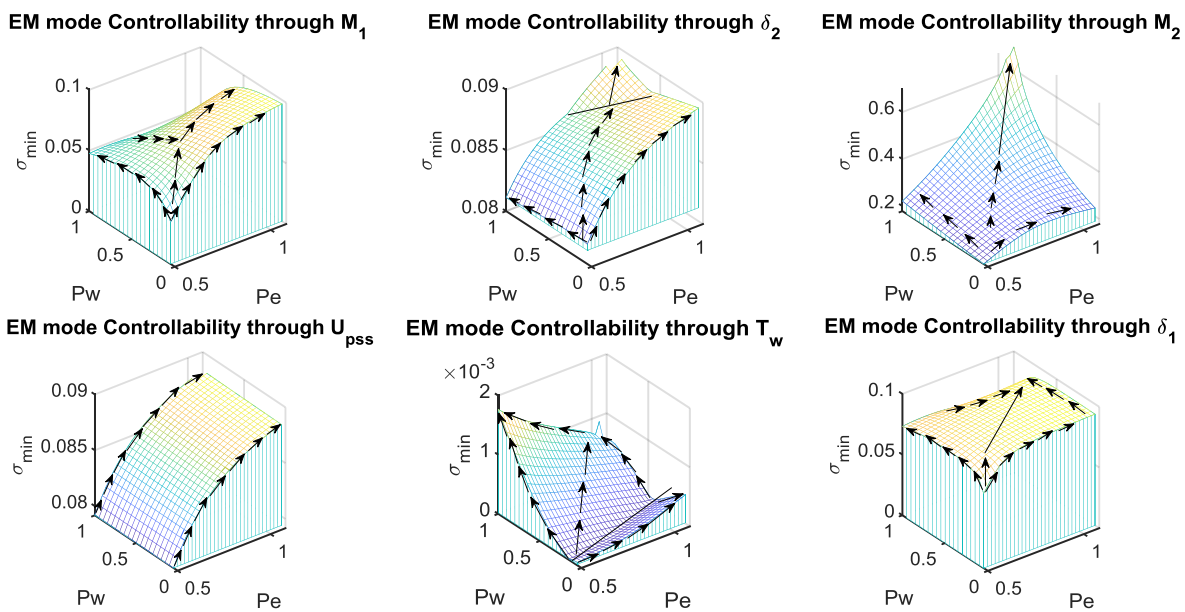 EM mode Controllability through M1
EM mode Controllability through δ2
EM mode Controllability through M2
0.1
0.05
0
σmin
1
0.5
0
Pw
0.5
1
Pe
0.09
0.085
0.08
σmin
1
0.5
0
Pw
0.5
1
Pe
0.6
0.4
0.2
σmin
1
0.5
0
Pw
0.5
1
Pe
EM mode Controllability through Upss
EM mode Controllability through Tw
EM mode Controllability through δ1
0.09
0.085
0.08
σmin
1
0.5
0
Pw
0.5
1
Pe
×10-3
2
1
0
σmin
1
0.5
0
Pw
0.5
1
Pe
0.1
0.05
0
σmin
1
0.5
0
Pw
0.5
1
Pe